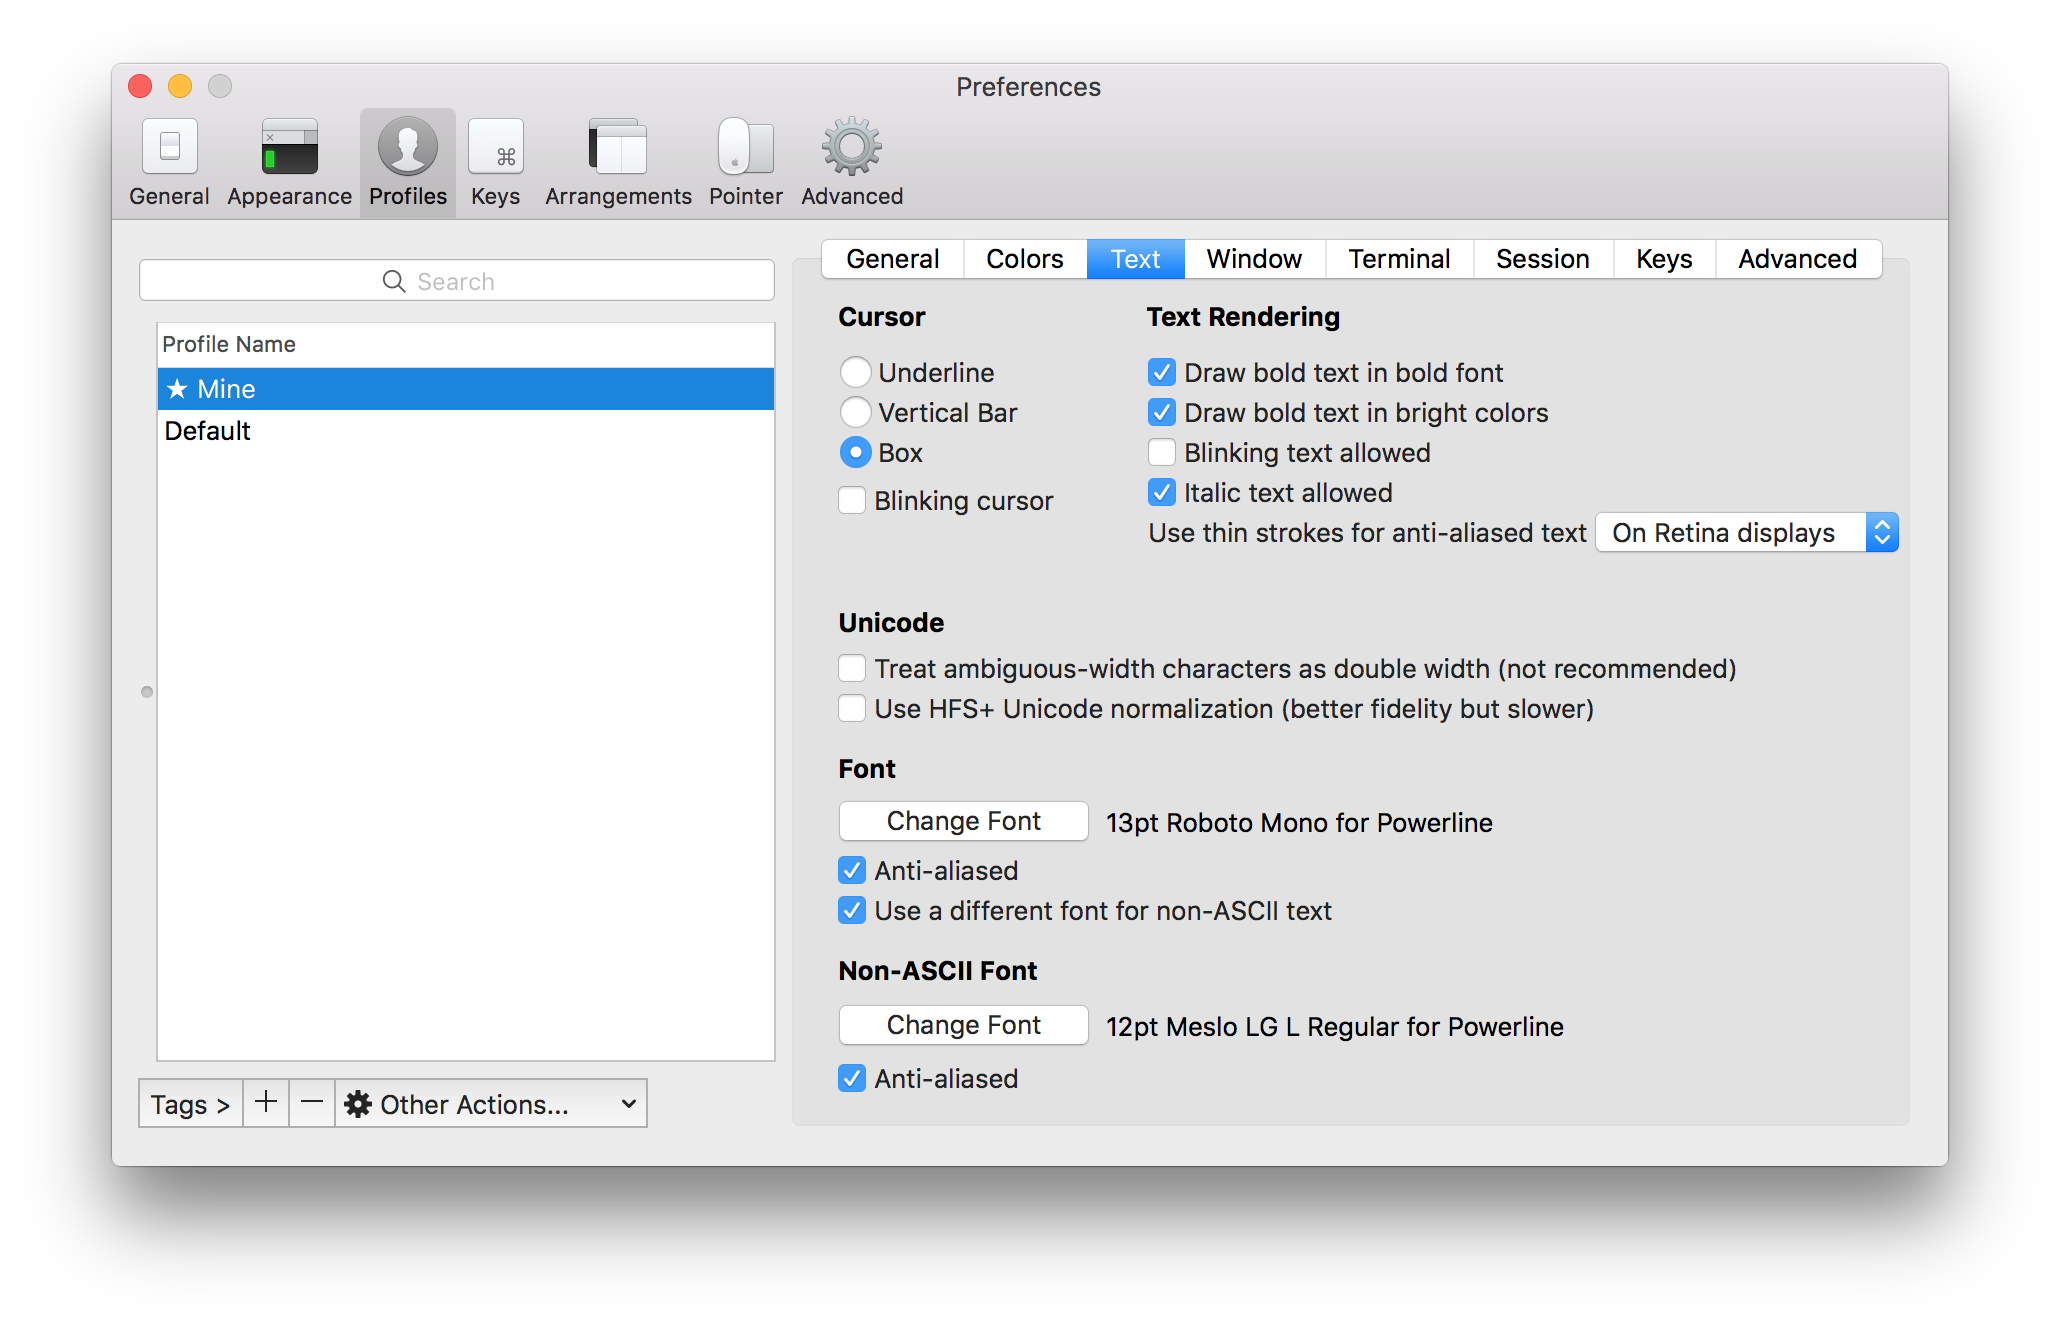 Preferences
General Appearance Profiles Keys Arrangements Pointer Advanced
General Colors Text Window Terminal Session Keys Advanced
Search
Profile Name
★ Mine
Default
Tags > + − Other Actions...
Cursor
Underline
Vertical Bar
Box
Blinking cursor
Text Rendering
Draw bold text in bold font
Draw bold text in bright colors
Blinking text allowed
Italic text allowed
Use thin strokes for anti-aliased text On Retina displays
Unicode
Treat ambiguous-width characters as double width (not recommended)
Use HFS+ Unicode normalization (better fidelity but slower)
Font
Change Font 13pt Roboto Mono for Powerline
Anti-aliased
Use a different font for non-ASCII text
Non-ASCII Font
Change Font 12pt Meslo LG L Regular for Powerline
Anti-aliased